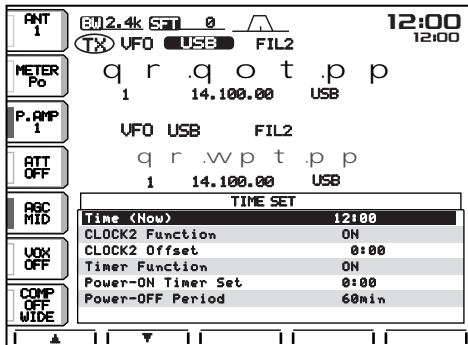 ANT
1
BW 2.4k SFT 0
12:00
12:00
TX VFO USB FIL2
METER
Po
q r .q o t .p p
1 14.100.00 USB
P.AMP
1
VFO USB FIL2
ATT
OFF
q r .w p t .p p
1 14.100.00 USB
AGC
MID
TIME SET
Time (Now) 12:00
CLOCK2 Function ON
VOX
OFF
CLOCK2 Offset 0:00
Timer Function ON
Power-ON Timer Set 0:00
COMP
OFF
WIDE
Power-OFF Period 60min